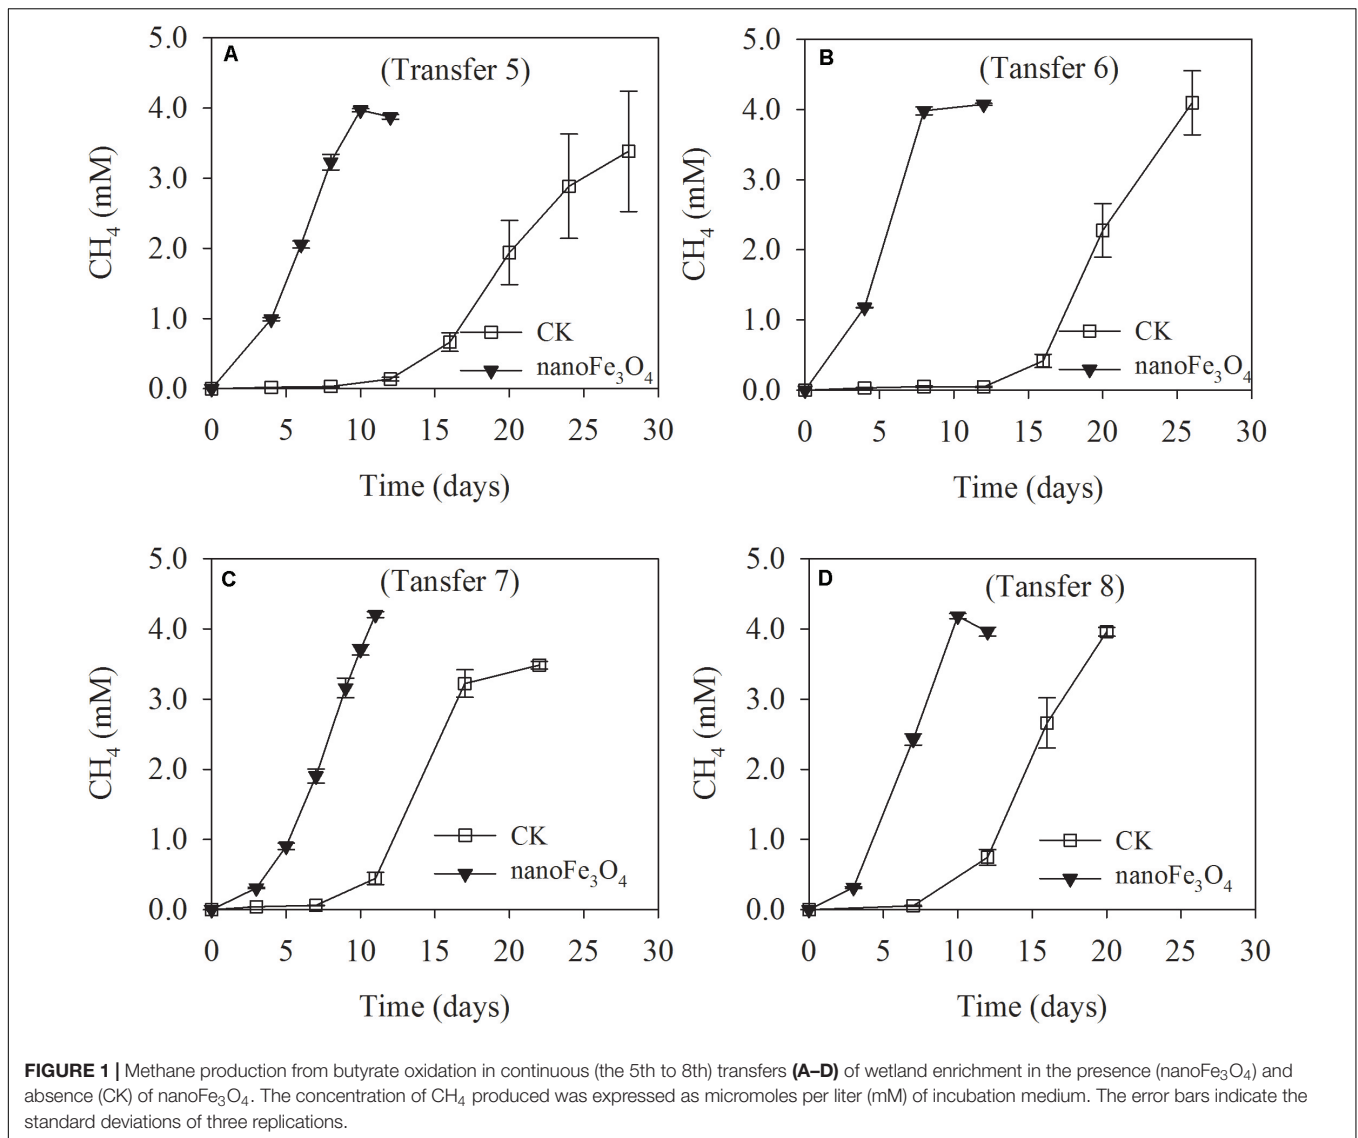 A
(Transfer 5)
5.0
4.0
3.0
2.0
1.0
0.0
CH4 (mM)
CK
nanoFe3O4
0 5 10 15 20 25 30
Time (days)
B
(Tansfer 6)
5.0
4.0
3.0
2.0
1.0
0.0
CH4 (mM)
CK
nanoFe3O4
0 5 10 15 20 25 30
Time (days)
C
(Tansfer 7)
5.0
4.0
3.0
2.0
1.0
0.0
CH4 (mM)
CK
nanoFe3O4
0 5 10 15 20 25 30
Time (days)
D
(Tansfer 8)
5.0
4.0
3.0
2.0
1.0
0.0
CH4 (mM)
CK
nanoFe3O4
0 5 10 15 20 25 30
Time (days)
FIGURE 1 | Methane production from butyrate oxidation in continuous (the 5th to 8th) transfers (A–D) of wetland enrichment in the presence (nanoFe3O4) and
absence (CK) of nanoFe3O4. The concentration of CH4 produced was expressed as micromoles per liter (mM) of incubation medium. The error bars indicate the
standard deviations of three replications.